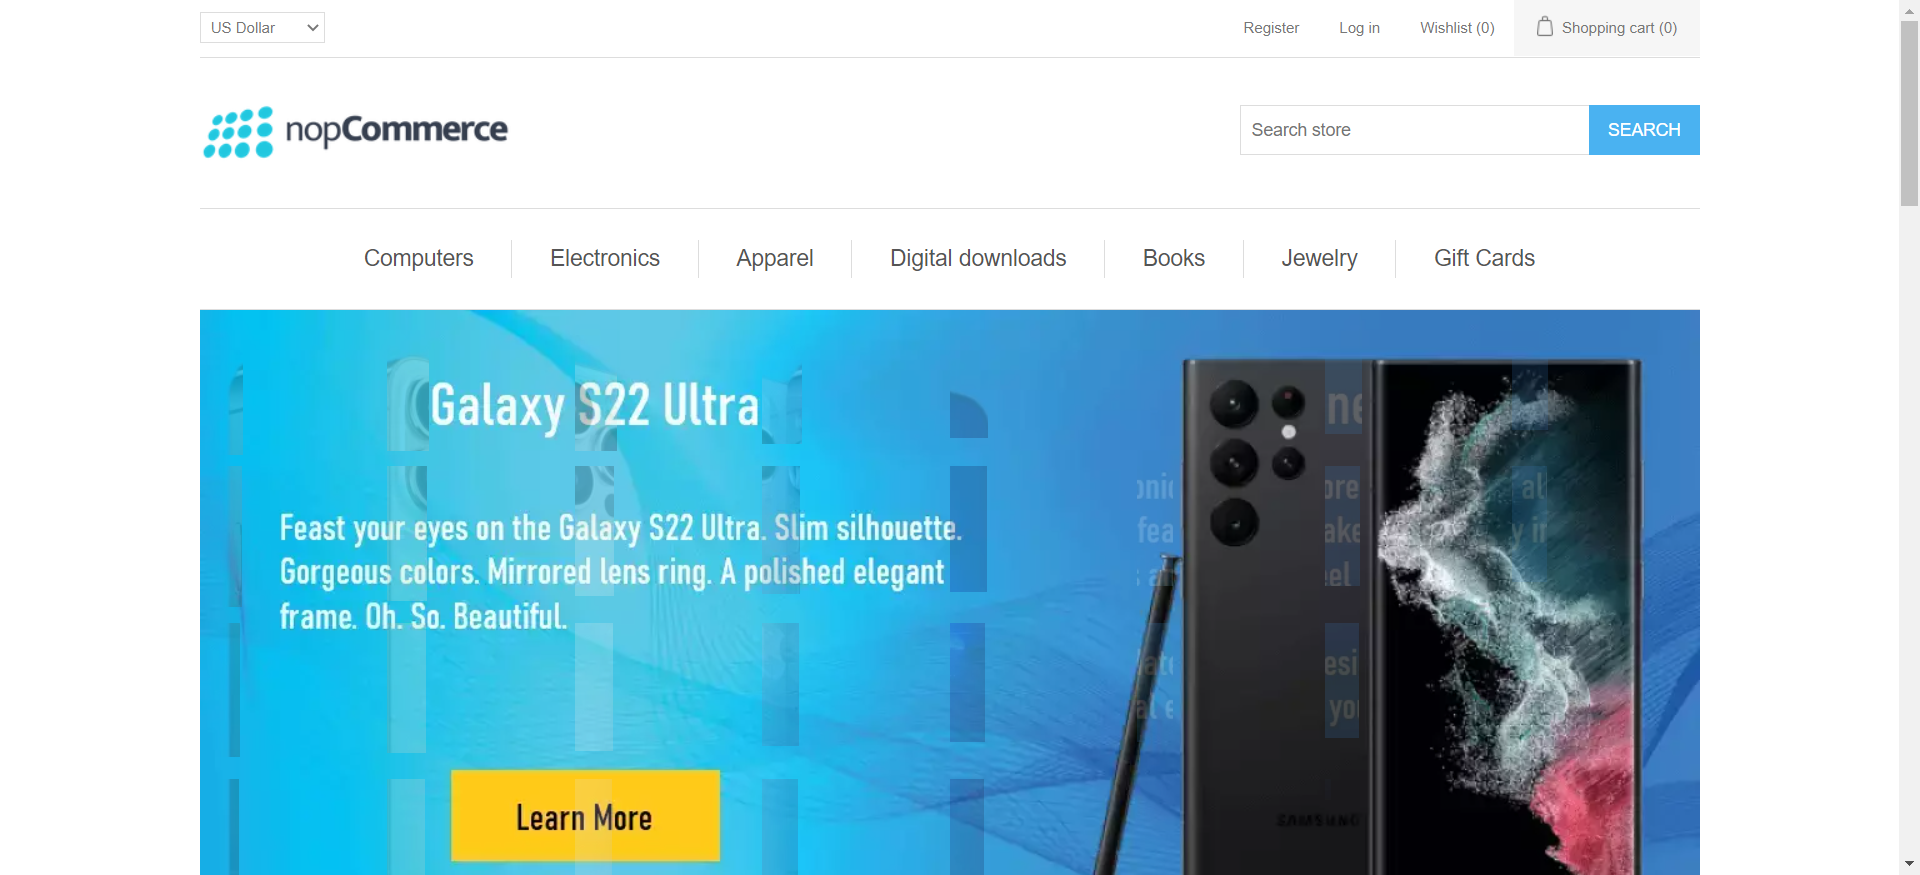 US Dollar
Register
Log in
Wishlist (0)
Shopping cart (0)
nopCommerce
Search store
SEARCH
Computers
Electronics
Apparel
Digital downloads
Books
Jewelry
Gift Cards
Galaxy S22 Ultra
Feast your eyes on the Galaxy S22 Ultra. Slim silhouette.
Gorgeous colors. Mirrored lens ring. A polished elegant
frame. Oh. So. Beautiful.
Learn More
SAMSUNG